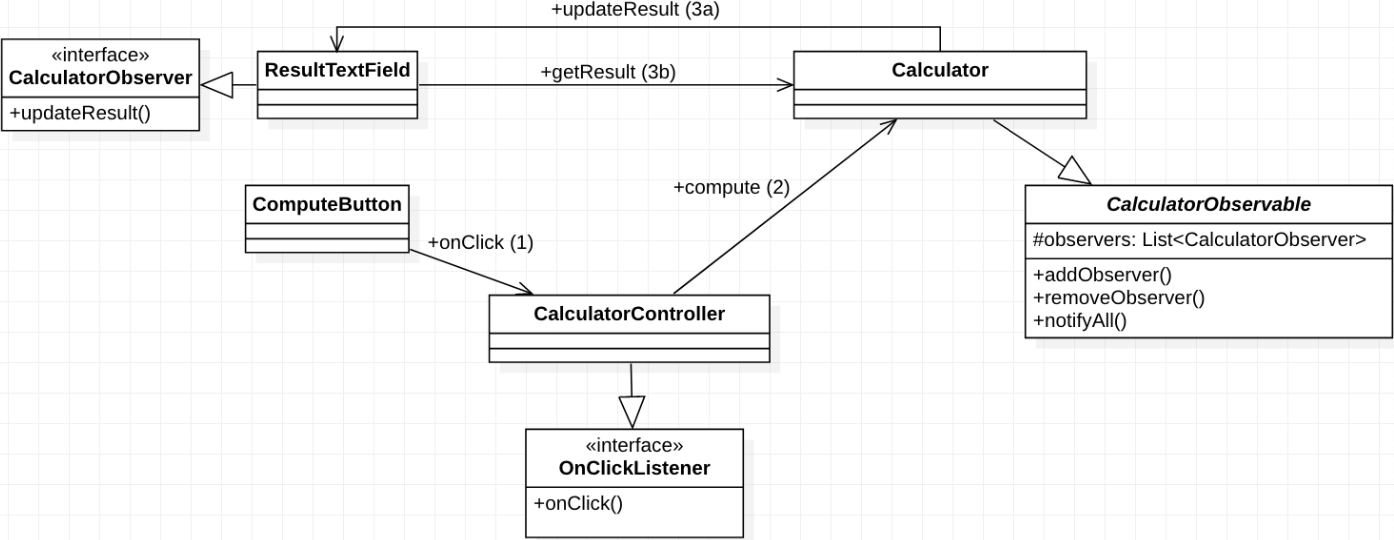 +updateResult (3a)
«interface»
CalculatorObserver
+updateResult()
ResultTextField
+getResult (3b)
Calculator
ComputeButton
+onClick (1)
+compute (2)
CalculatorObservable
#observers: List<CalculatorObserver>
+addObserver()
+removeObserver()
+notifyAll()
CalculatorController
«interface»
OnClickListener
+onClick()